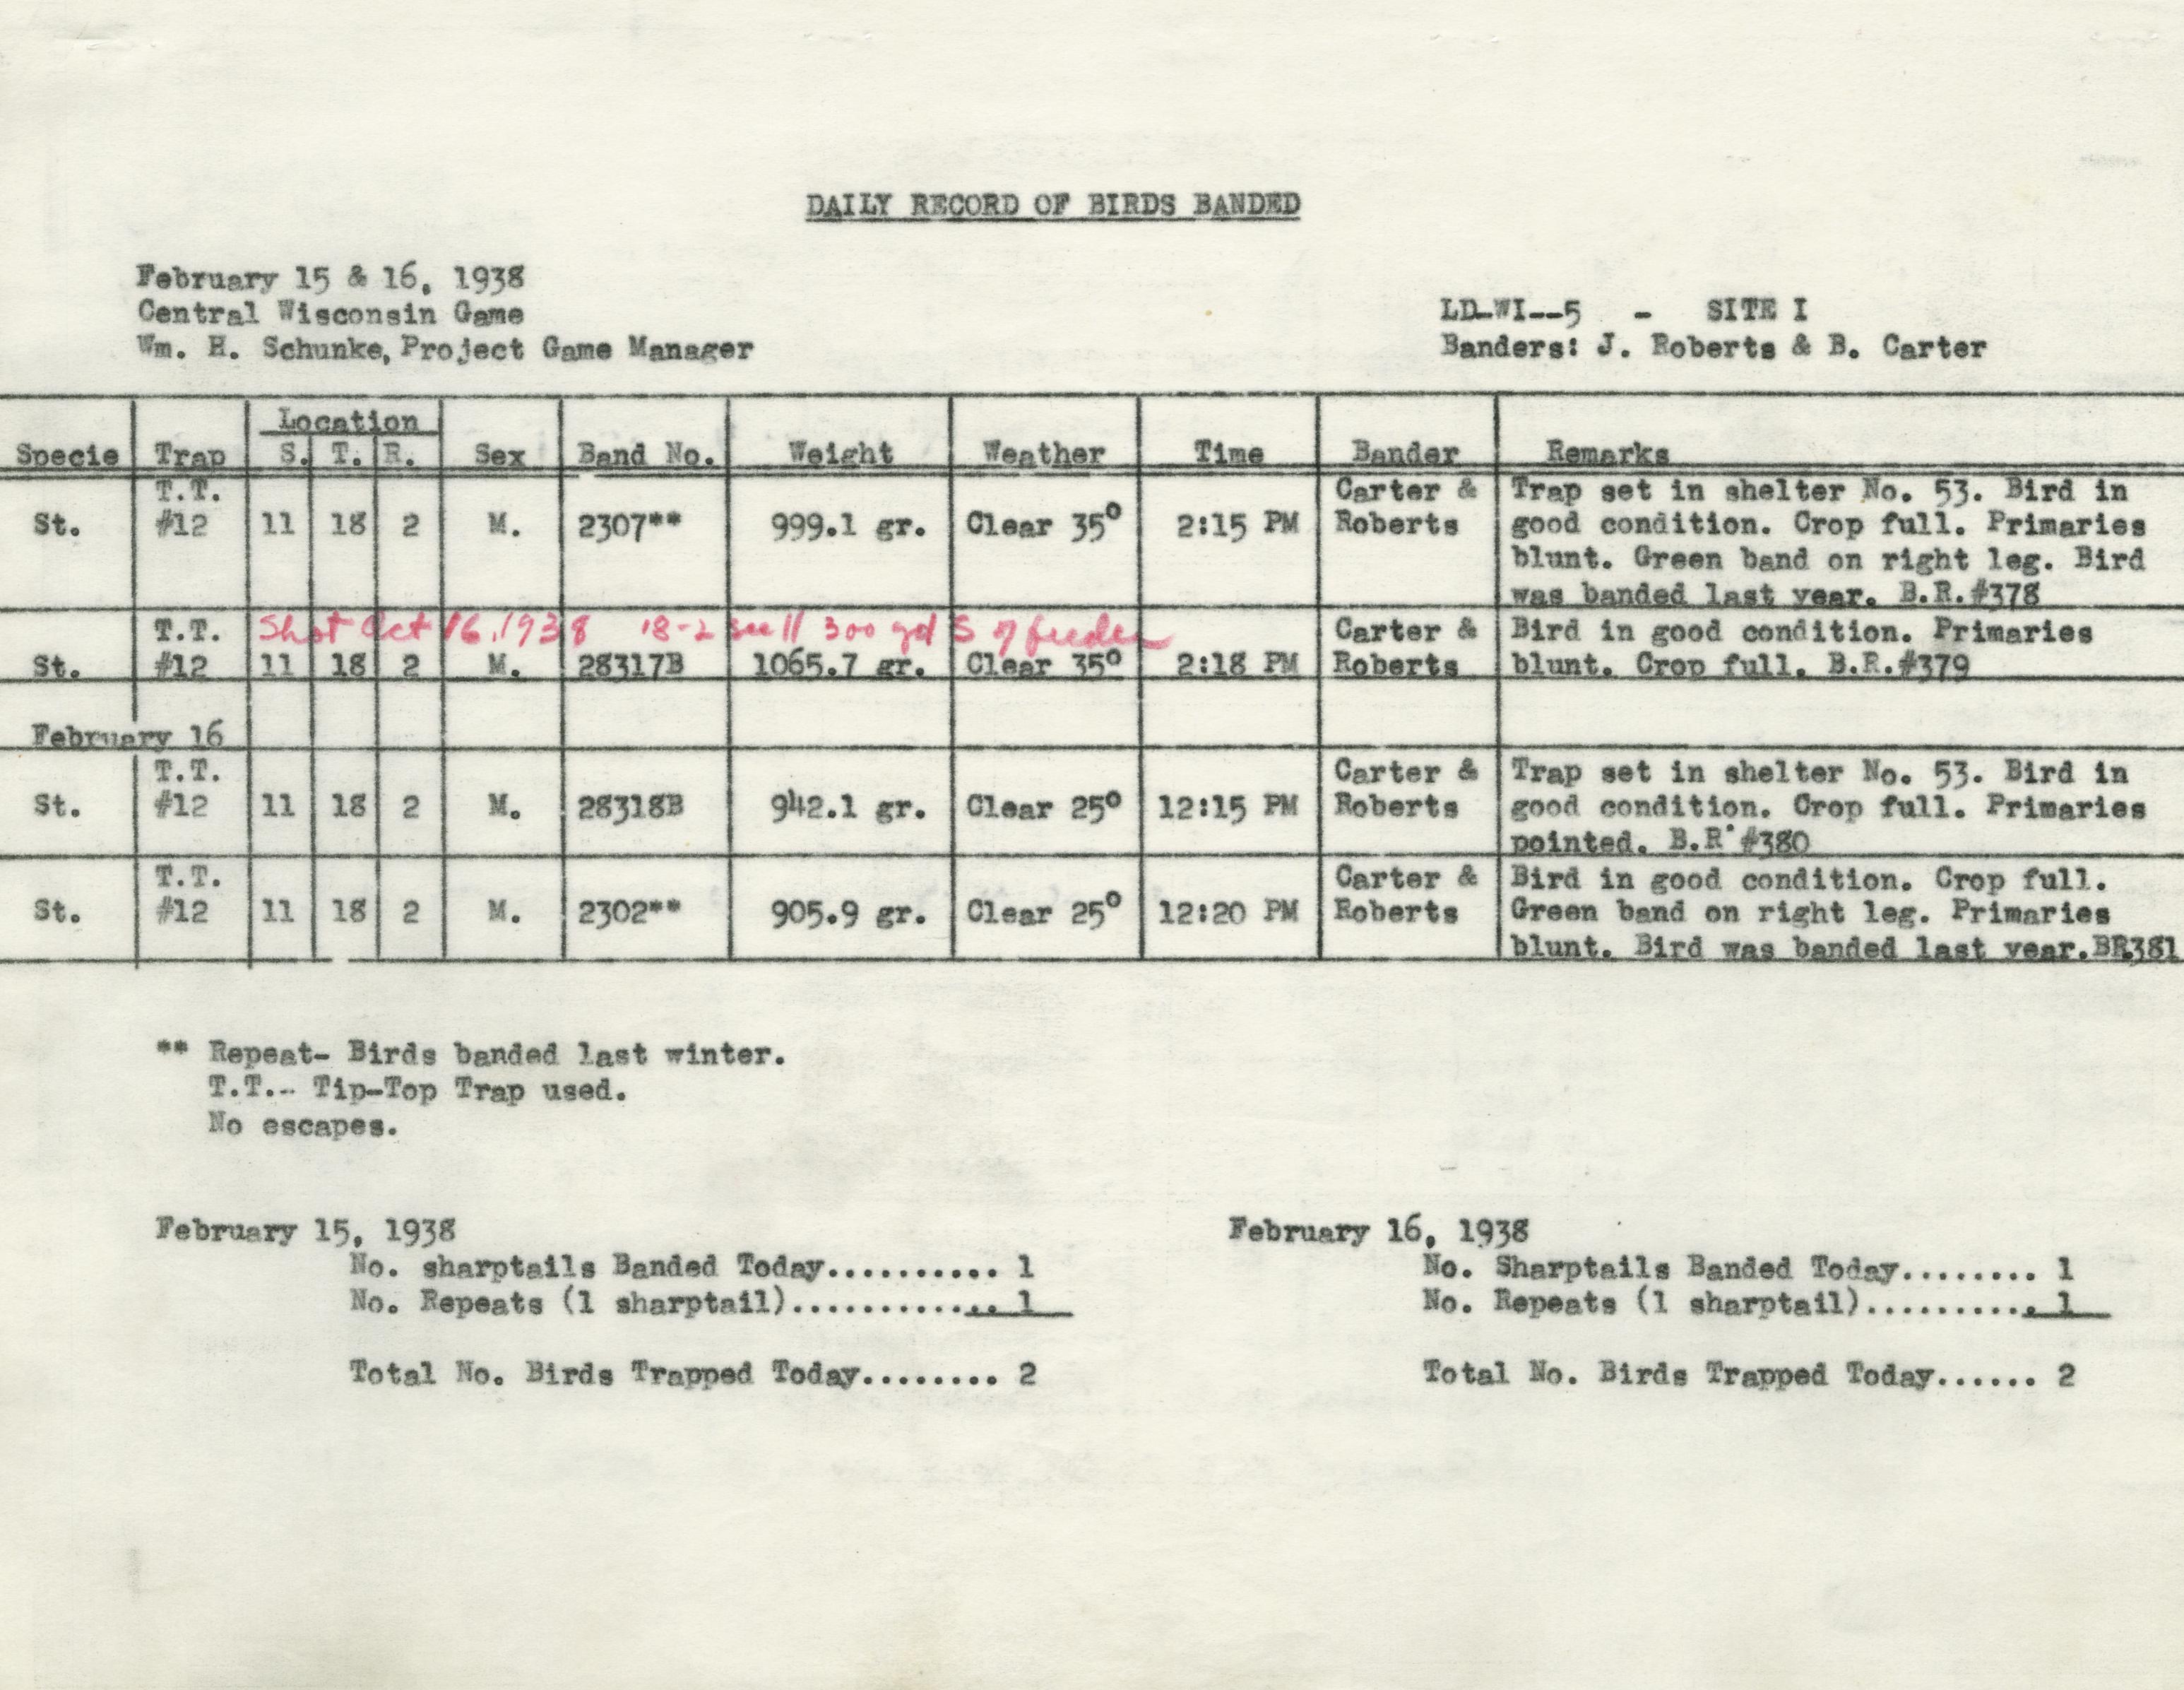 DAILY RECORD OF BIRDS BANDED
February 15 & 16, 1938
Central Wisconsin Game
Wm. H. Schunke, Project Game Manager
LD-WI--5 - SITE I
Banders: J. Roberts & B. Carter
Location
Specie Trap S. T. R. Sex Band No. Weight Weather Time Bander Remarks
T.T. Carter & Trap set in shelter No. 53. Bird in
St. #12 11 18 2 M. 2307** 999.1 gr. Clear 35° 2:15 PM Roberts good condition. Crop full. Primaries
blunt. Green band on right leg. Bird
was banded last year. B.R.#378
T.T. Shot Oct 16, 1938 18-2 sec 11 300 yd S of feeder Carter & Bird in good condition. Primaries
St. #12 11 18 2 M. 28317B 1065.7 gr. Clear 35° 2:18 PM Roberts blunt. Crop full. B.R.#379
February 16
T.T. Carter & Trap set in shelter No. 53. Bird in
St. #12 11 18 2 M. 28318B 942.1 gr. Clear 25° 12:15 PM Roberts good condition. Crop full. Primaries
pointed. B.R. #380
T.T. Carter & Bird in good condition. Crop full.
St. #12 11 18 2 M. 2302** 905.9 gr. Clear 25° 12:20 PM Roberts Green band on right leg. Primaries
blunt. Bird was banded last year.BR.381
** Repeat- Birds banded last winter.
T.T.-- Tip-Top Trap used.
No escapes.
February 15, 1938
No. sharptails Banded Today.......... 1
No. Repeats (1 sharptail)............. 1
Total No. Birds Trapped Today........ 2
February 16, 1938
No. Sharptails Banded Today........ 1
No. Repeats (1 sharptail).......... 1
Total No. Birds Trapped Today...... 2